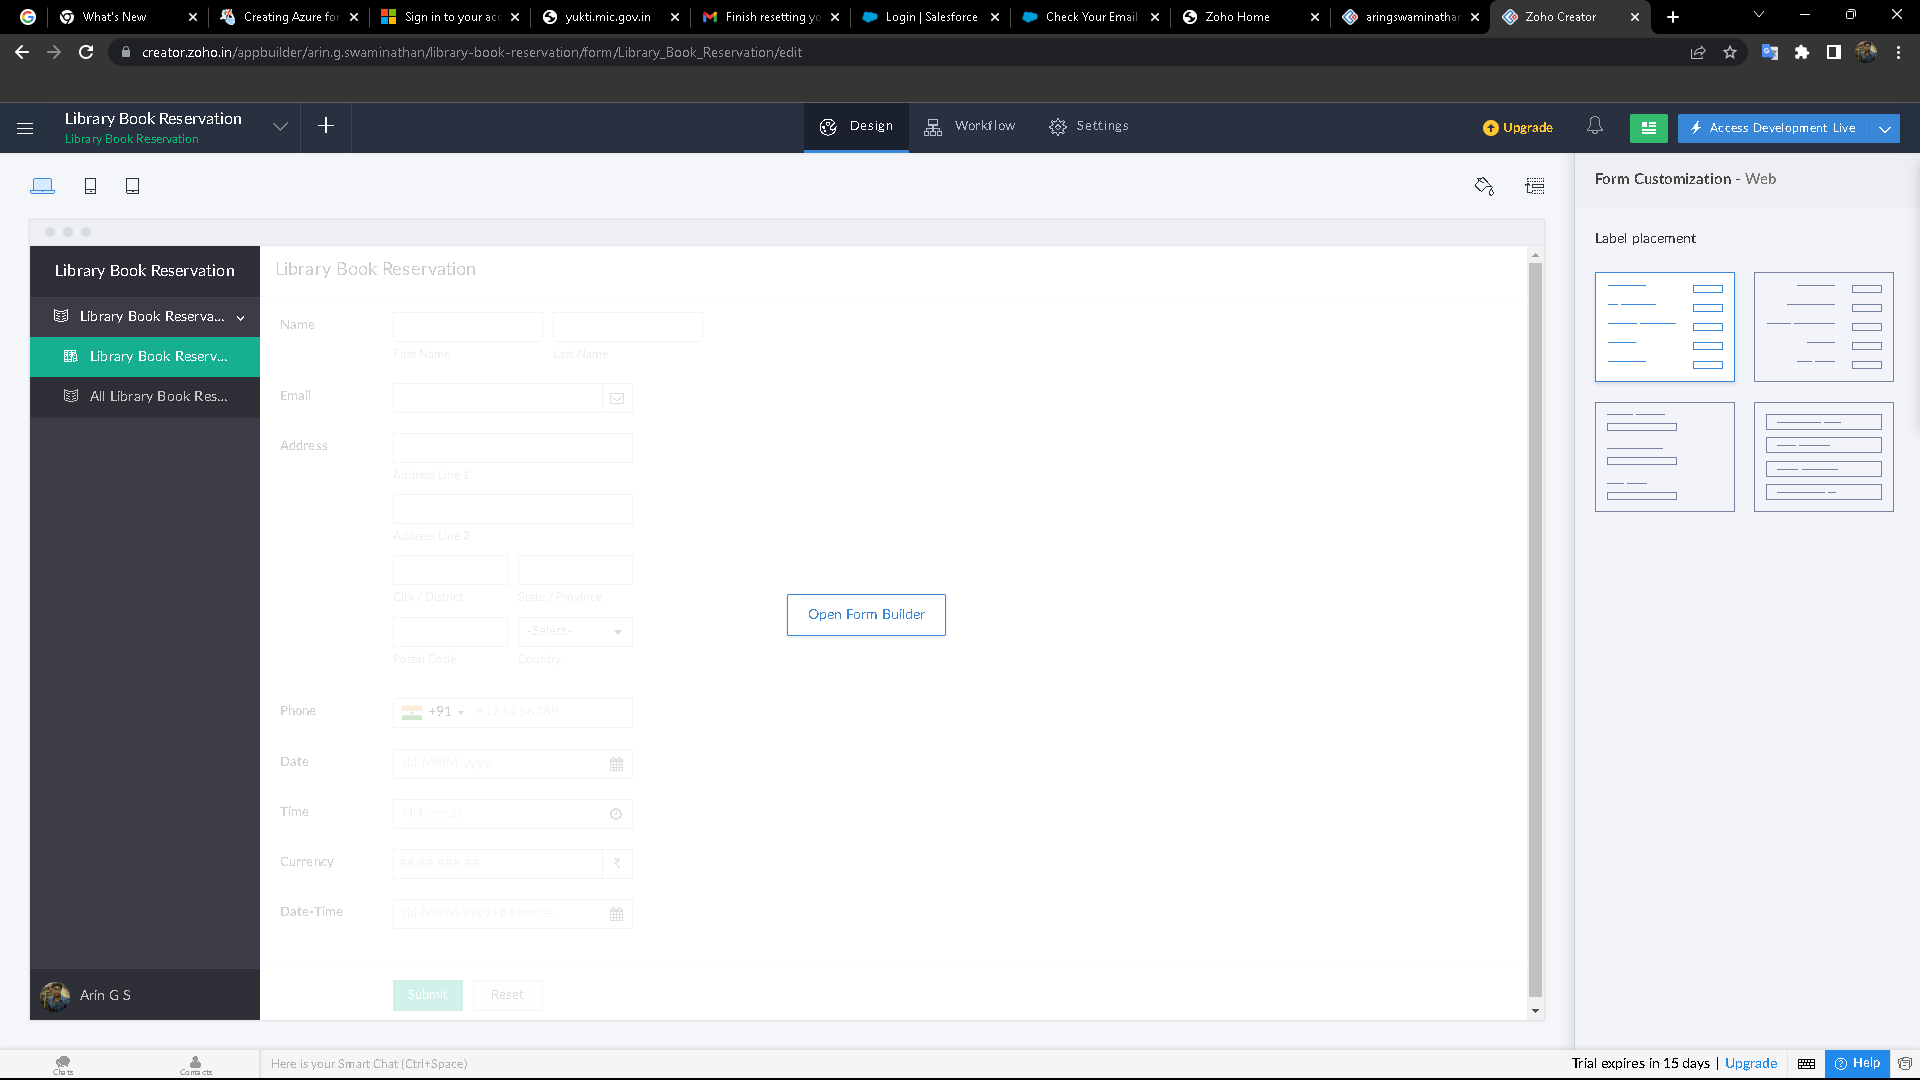 What's New
Creating Azure for
Sign in to your acc
yukti.mic.gov.in
Finish resetting yo
Login | Salesforce
Check Your Email
Zoho Home
aringswaminathan
Zoho Creator
creator.zoho.in/appbuilder/arin.g.swaminathan/library-book-reservation/form/Library_Book_Reservation/edit
Library Book Reservation
Library Book Reservation
Design
Workflow
Settings
Upgrade
Access Development Live
Form Customization - Web
Label placement
Library Book Reservation
Library Book Reserva...
Library Book Reserv...
All Library Book Res...
Arin G S
Library Book Reservation
Name
First Name
Last Name
Email
Address
Address Line 1
Address Line 2
City / District
State / Province
-Select-
Postal Code
Country
Phone
+91
81234 56789
Date
dd-MMM-yyyy
Time
HH:mm:ss
Currency
##,##,###.##
₹
Date-Time
dd-MMM-yyyy HH:mm:ss
Submit
Reset
Open Form Builder
Chats
Contacts
Here is your Smart Chat (Ctrl+Space)
Trial expires in 15 days | Upgrade
Help